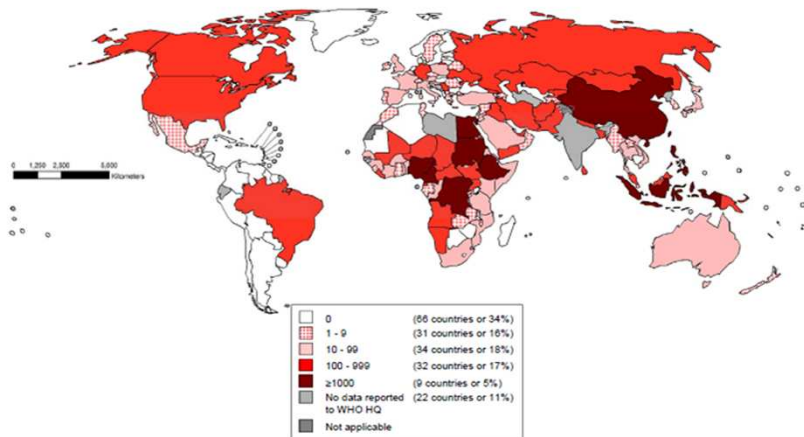 0 1,250 2,500 5,000
Kilometers
0 (66 countries or 34%)
1 - 9 (31 countries or 16%)
10 - 99 (34 countries or 18%)
100 - 999 (32 countries or 17%)
≥1000 (9 countries or 5%)
No data reported (22 countries or 11%)
to WHO HQ
Not applicable